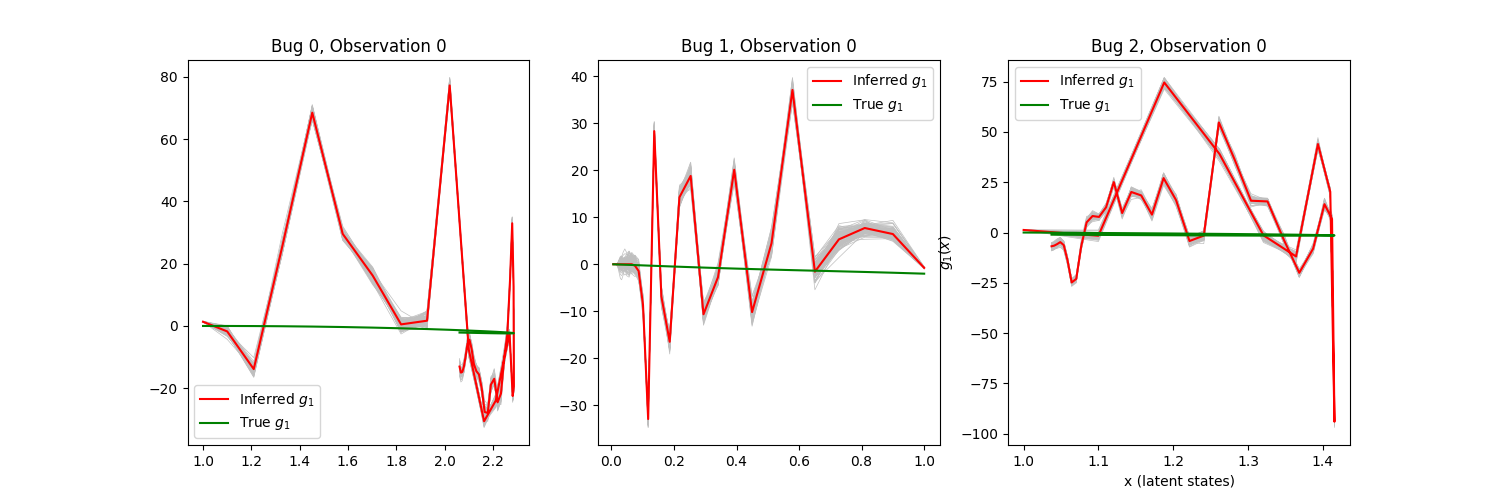 Bug 0, Observation 0
80
60
40
20
0
−20
Inferred g₁
True g₁
1.0 1.2 1.4 1.6 1.8 2.0 2.2
Bug 1, Observation 0
40
30
20
10
0
−10
−20
−30
Inferred g₁
True g₁
0.0 0.2 0.4 0.6 0.8 1.0
Bug 2, Observation 0
g₁(x)
75
50
25
0
−25
−50
−75
−100
Inferred g₁
True g₁
1.0 1.1 1.2 1.3 1.4
x (latent states)